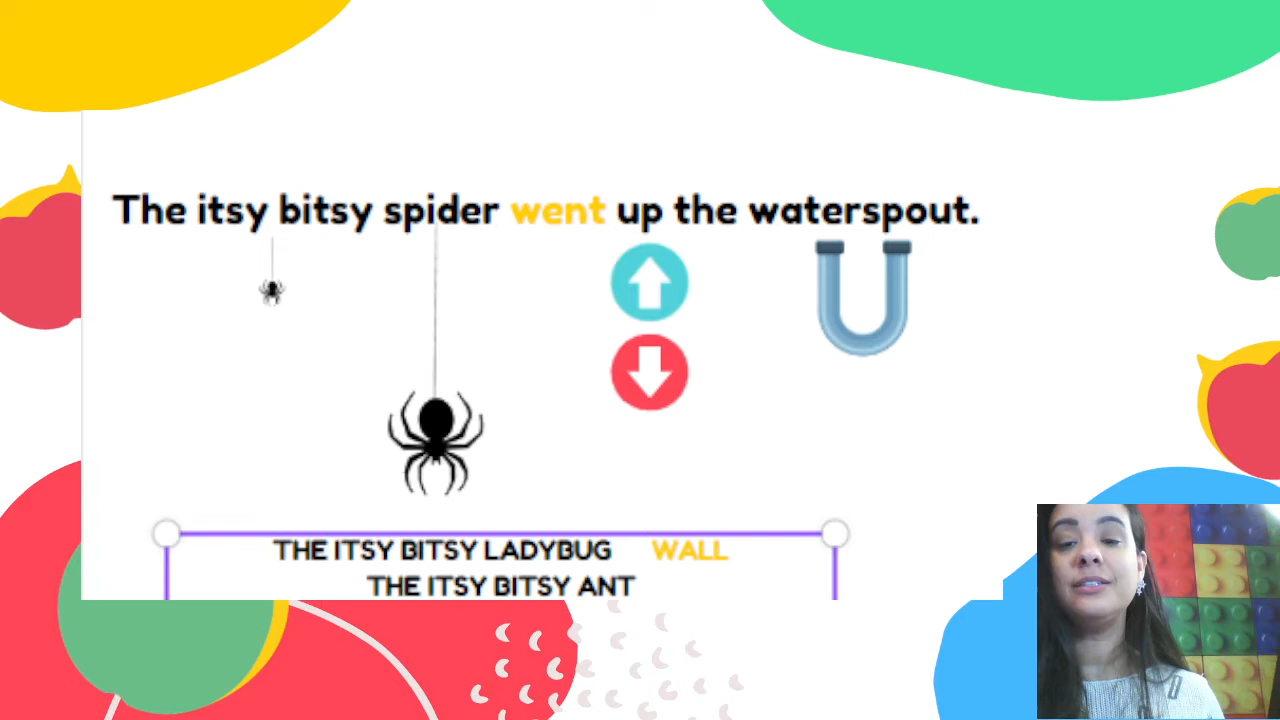 The itsy bitsy spider went up the waterspout.
THE ITSY BITSY LADYBUG WALL
THE ITSY BITSY ANT